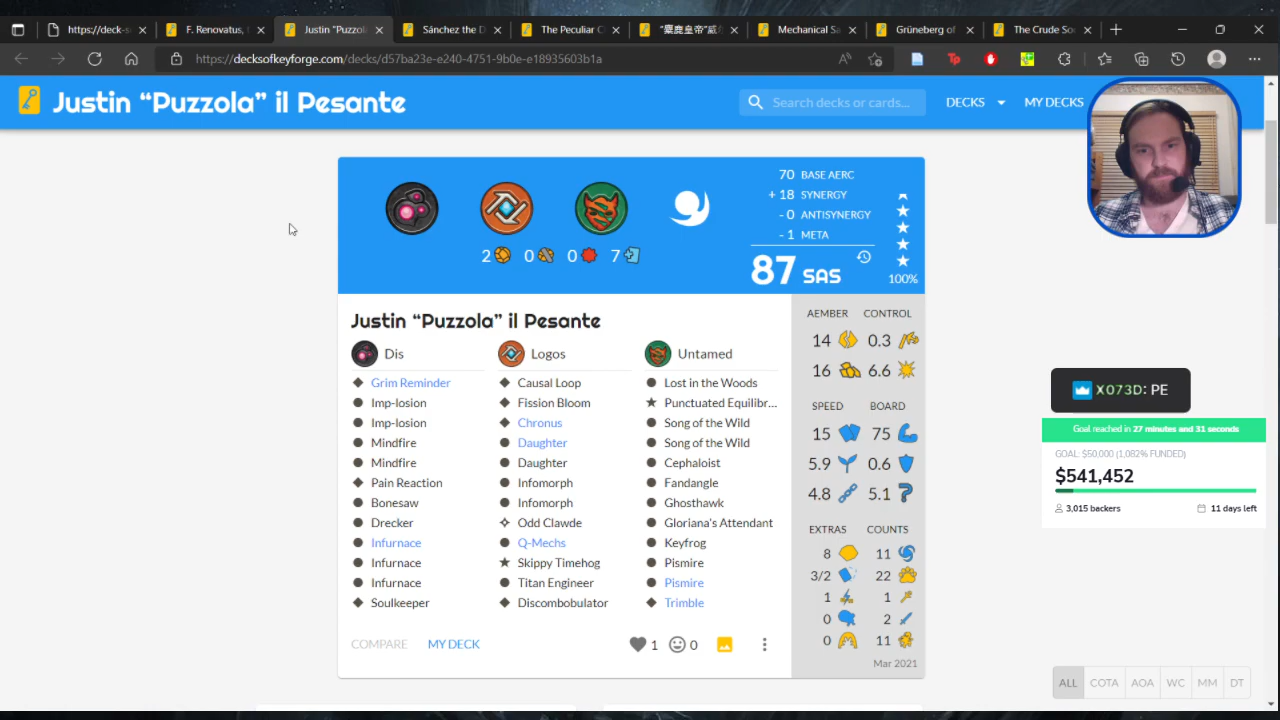 https://deck-s
F. Renovatus,
Justin "Puzzol
Sánchez the D
The Peculiar C
Mechanical Sa
Grüneberg of
The Crude So
https://decksofkeyforge.com/decks/d57ba23e-e240-4751-9b0e-e18935603b1a
Justin “Puzzola” il Pesante
Search decks or cards...
DECKS
MY DECKS
70 BASE AERC
+ 18 SYNERGY
- 0 ANTISYNERGY
- 1 META
2 0 0 7
87 SAS
100%
Justin “Puzzola” il Pesante
Dis
Grim Reminder
Imp-losion
Imp-losion
Mindfire
Mindfire
Pain Reaction
Bonesaw
Drecker
Infurnace
Infurnace
Infurnace
Soulkeeper
Logos
Causal Loop
Fission Bloom
Chronus
Daughter
Daughter
Infomorph
Infomorph
Odd Clawde
Q-Mechs
Skippy Timehog
Titan Engineer
Discombobulator
Untamed
Lost in the Woods
Punctuated Equilibr...
Song of the Wild
Song of the Wild
Cephaloist
Fandangle
Ghosthawk
Gloriana's Attendant
Keyfrog
Pismire
Pismire
Trimble
COMPARE
MY DECK
1
0
AEMBER CONTROL
14 0.3
16 6.6
SPEED BOARD
15 75
5.9 0.6
4.8 5.1
EXTRAS COUNTS
8 11
3/2 22
1 1
0 2
0 11
Mar 2021
X073D: PE
Goal reached in 27 minutes and 31 seconds
GOAL: $50,000 (1,082% FUNDED)
$541,452
3,015 backers
11 days left
ALL COTA AOA WC MM DT